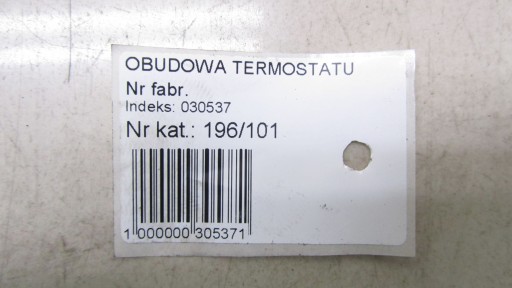 OBUDOWA TERMOSTATU
Nr fabr.
Indeks: 030537
Nr kat.: 196/101
1 000000 305371